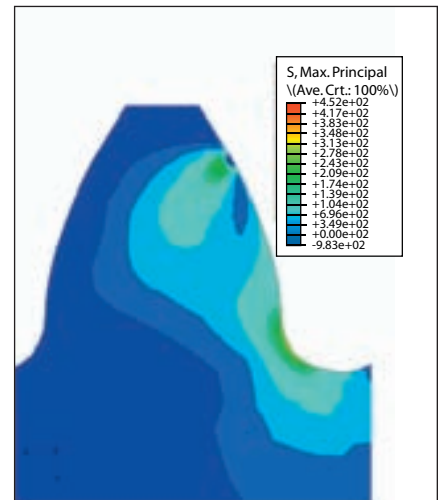 S, Max. Principal
\(Ave. Crt.: 100%\)
+4.52e+02
+4.17e+02
+3.83e+02
+3.48e+02
+3.13e+02
+2.78e+02
+2.43e+02
+2.09e+02
+1.74e+02
+1.39e+02
+1.04e+02
+6.96e+02
+3.49e+02
+0.00e+02
-9.83e+02